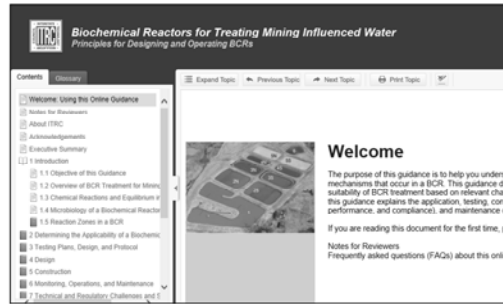 ITRC
Biochemical Reactors for Treating Mining Influenced Water
Principles for Designing and Operating BCRs
Contents
Glossary
Expand Topic
Previous Topic
Next Topic
Print Topic
Welcome: Using this Online Guidance
Notes for Reviewers
About ITRC
Acknowledgements
Executive Summary
1 Introduction
1.1 Objective of this Guidance
1.2 Overview of BCR Treatment for Mining
1.3 Chemical Reactions and Equilibrium in
1.4 Microbiology of a Biochemical Reactor
1.5 Reaction Zones in a BCR
2 Determining the Applicability of a Biochemic
3 Testing Plans, Design, and Protocol
4 Design
5 Construction
6 Monitoring, Operations, and Maintenance
7 Technical and Regulatory Challenges and S
Welcome
The purpose of this guidance is to help you unders
mechanisms that occur in a BCR. This guidance d
suitability of BCR treatment based on relevant cha
this guidance explains the application, testing, con
performance, and compliance), and maintenance
If you are reading this document for the first time,
Notes for Reviewers
Frequently asked questions (FAQs) about this onli